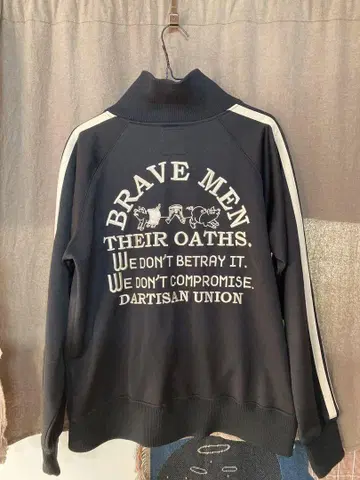 BRAVE MEN
THEIR OATHS.
WE DON'T BETRAY IT.
WE DON'T COMPROMISE.
DARTISAN UNION